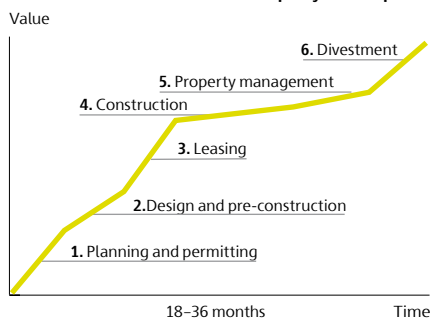 Value
6. Divestment
5. Property management
4. Construction
3. Leasing
2.Design and pre-construction
1. Planning and permitting
18–36 months
Time